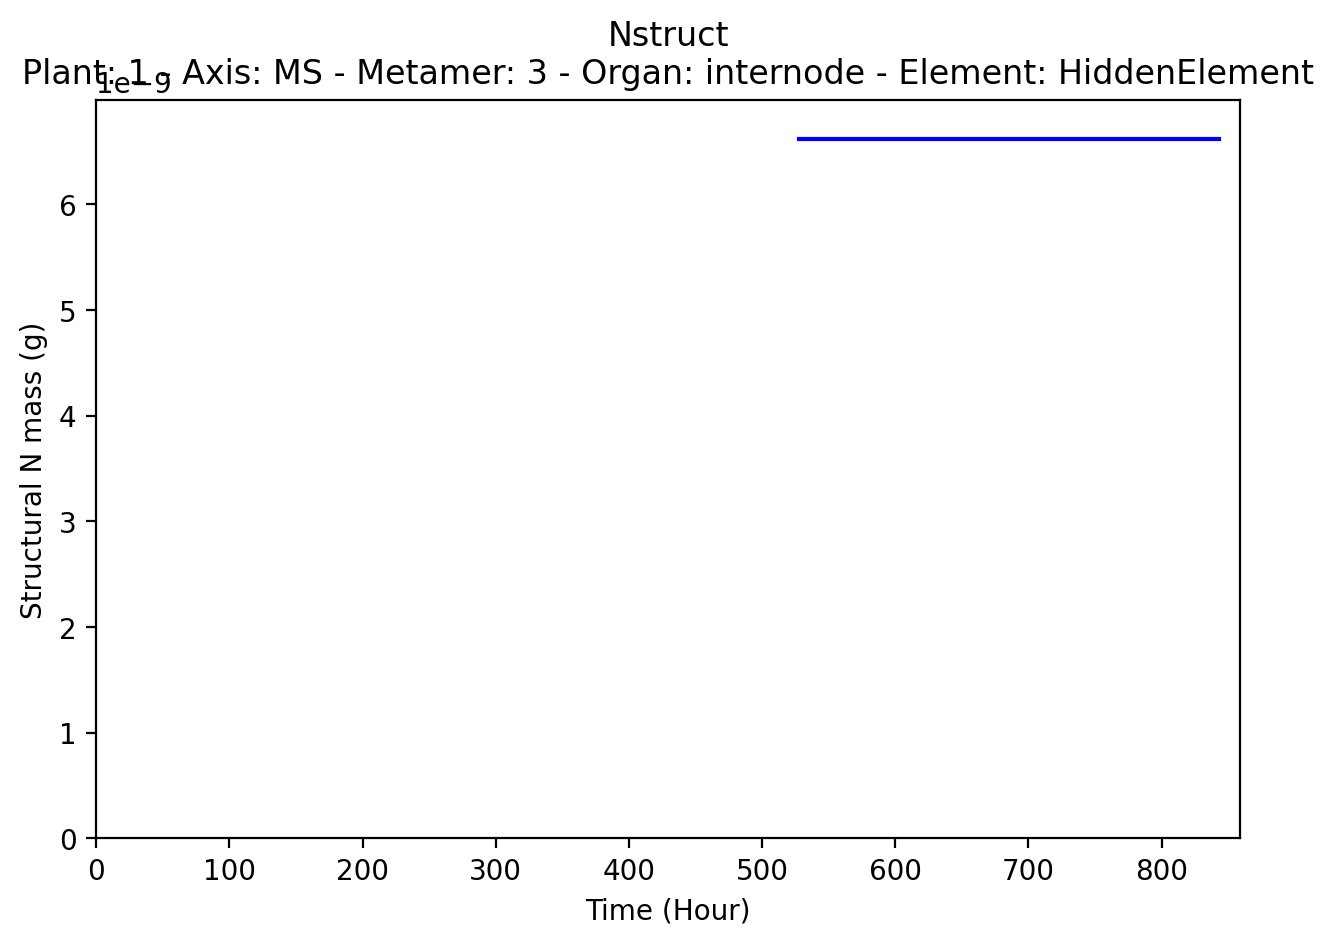 Nstruct
Plant: 1 - Axis: MS - Metamer: 3 - Organ: internode - Element: HiddenElement
1e−9
6
5
4
3
2
1
0
Structural N mass (g)
0 100 200 300 400 500 600 700 800
Time (Hour)